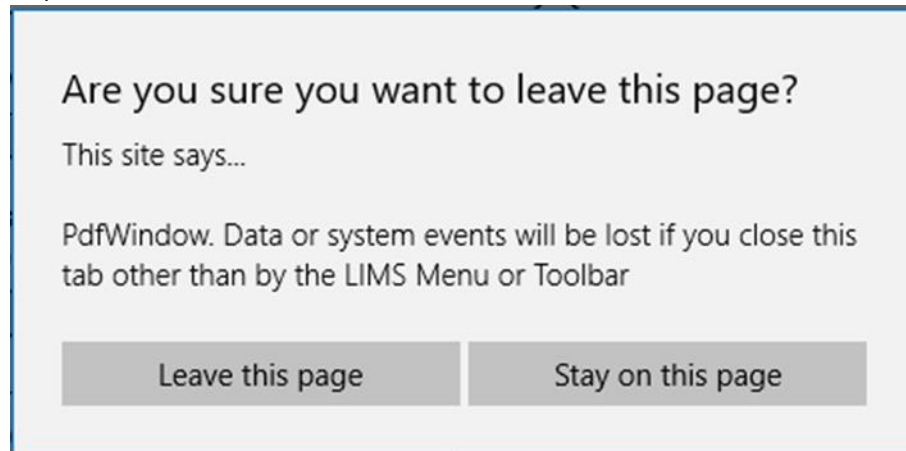 Are you sure you want to leave this page?
This site says...
PdfWindow. Data or system events will be lost if you close this
tab other than by the LIMS Menu or Toolbar
Leave this page
Stay on this page